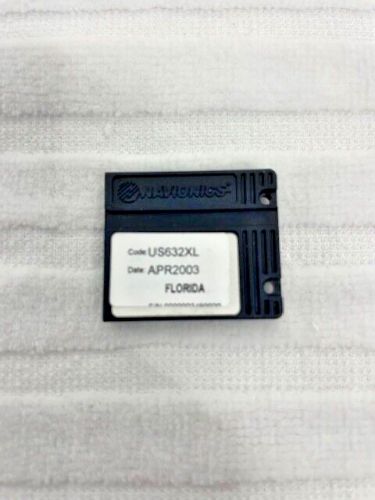 NAVIONICS
Code: US632XL
Date: APR2003
FLORIDA